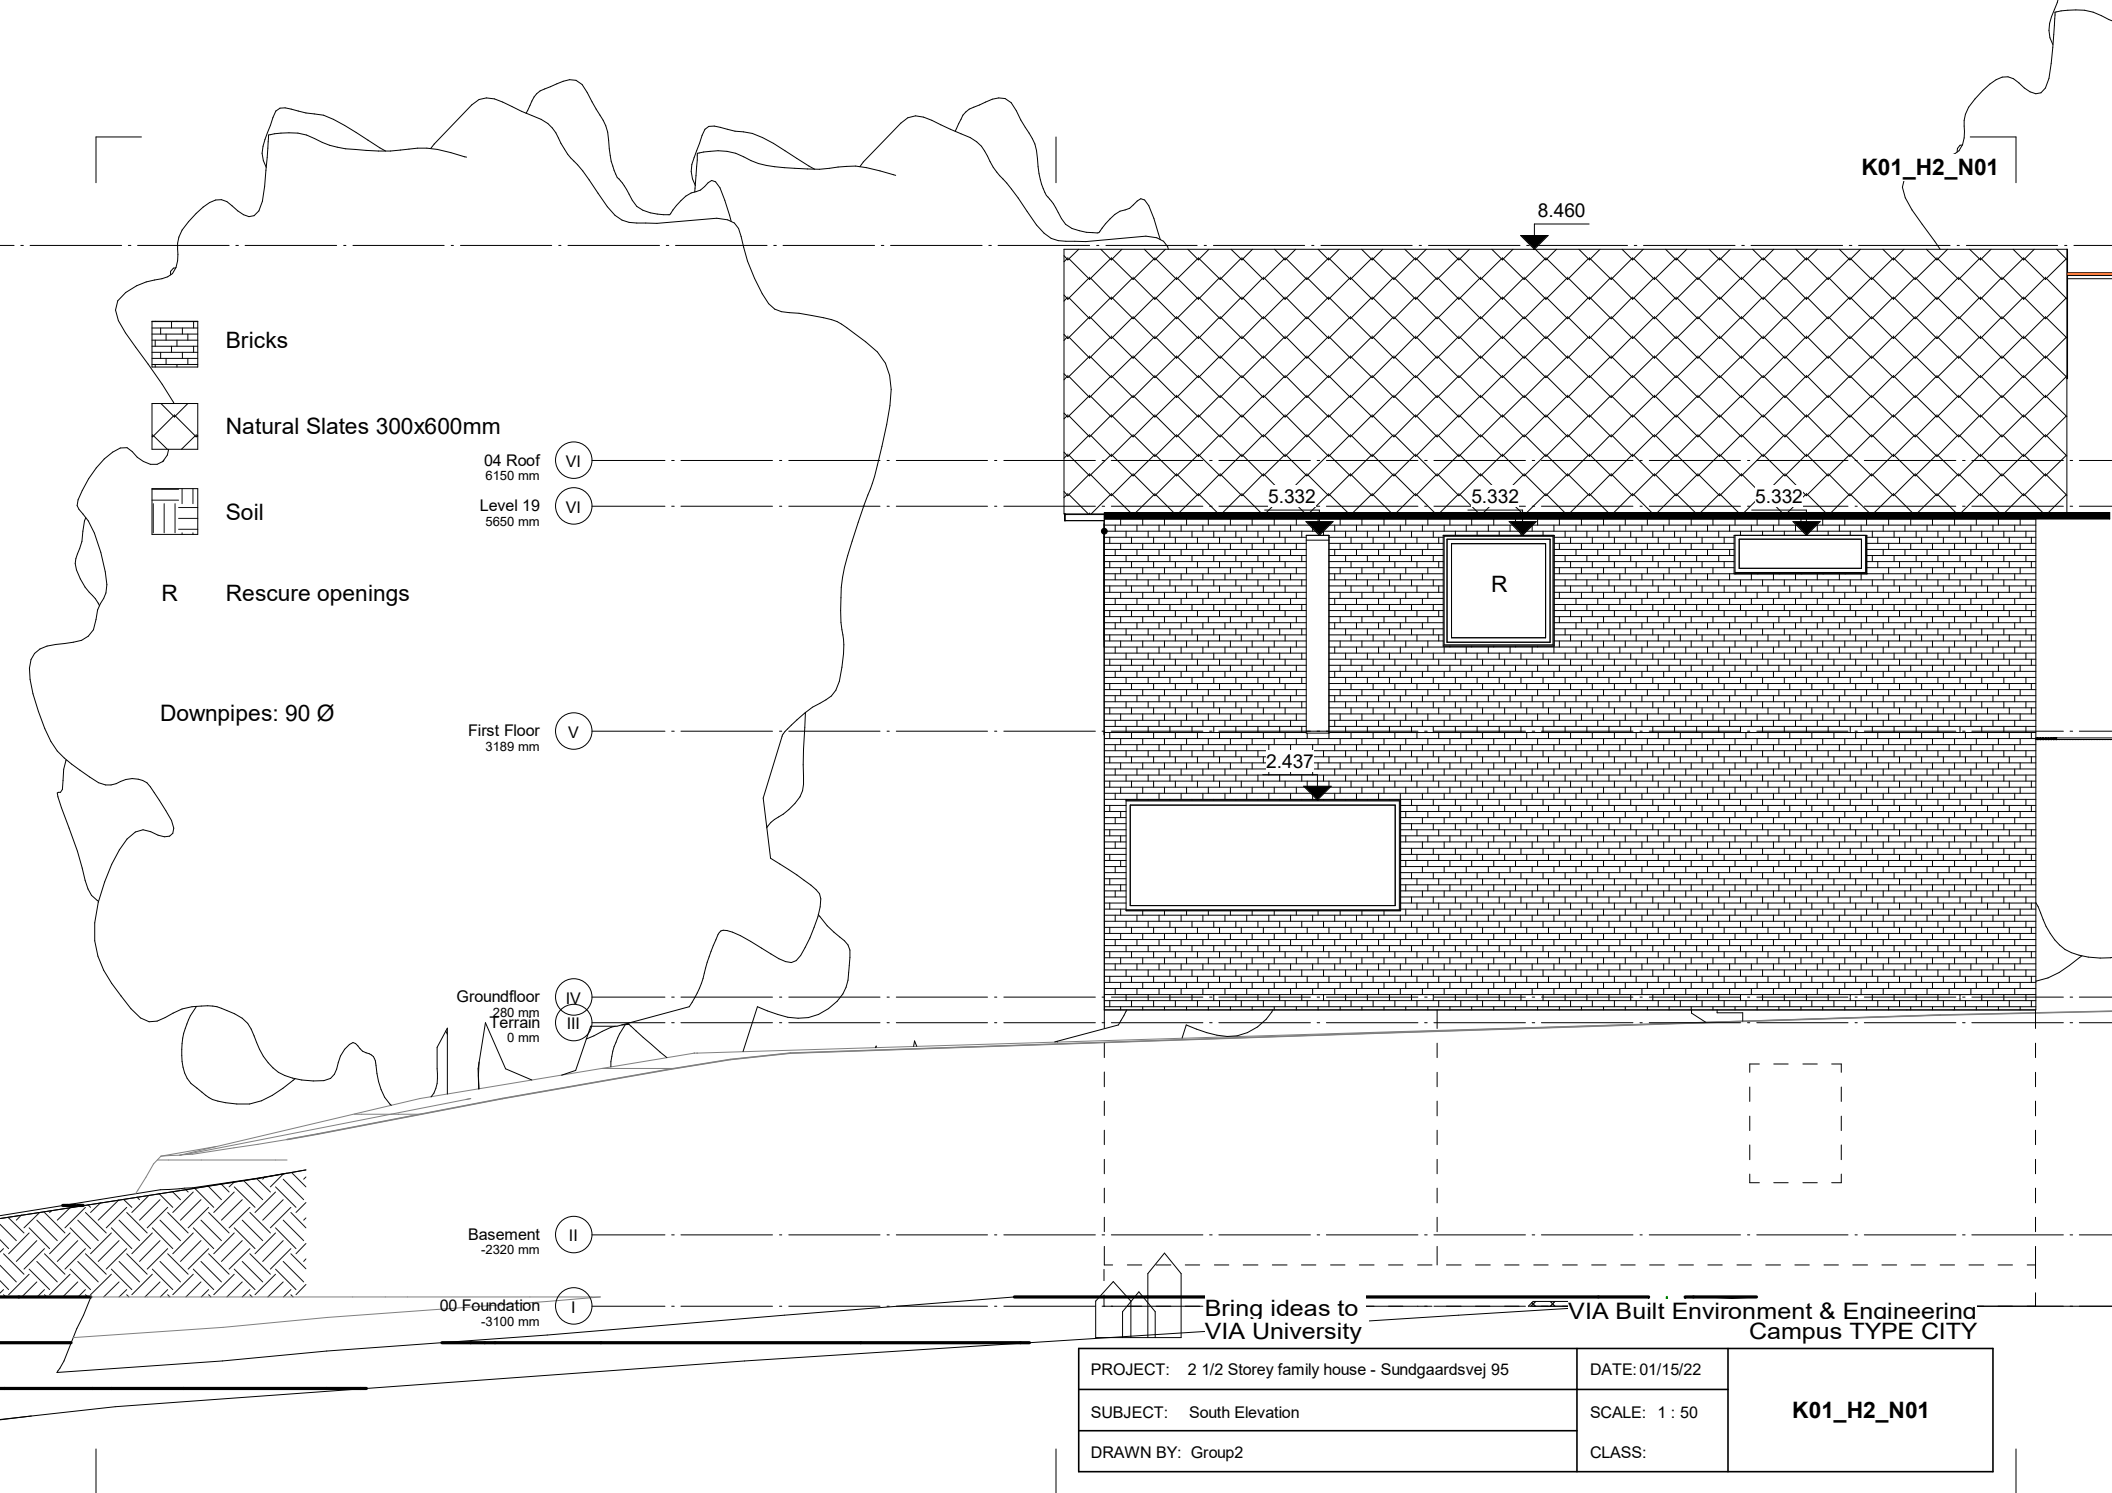 K01_H2_N01
8.460
Bricks
Natural Slates 300x600mm
04 Roof
6150 mm
VI
Level 19
5650 mm
VI
5.332
5.332
5.332
Soil
R
R Rescure openings
Downpipes: 90 Ø
First Floor
3189 mm
V
2.437
Groundfloor
280 mm
IV
Terrain
0 mm
III
Basement
-2320 mm
II
00 Foundation
-3100 mm
I
Bring ideas to
VIA University
VIA Built Environment & Engineering
Campus TYPE CITY
PROJECT: 2 1/2 Storey family house - Sundgaardsvej 95
DATE: 01/15/22
SUBJECT: South Elevation
SCALE: 1 : 50
K01_H2_N01
DRAWN BY: Group2
CLASS: